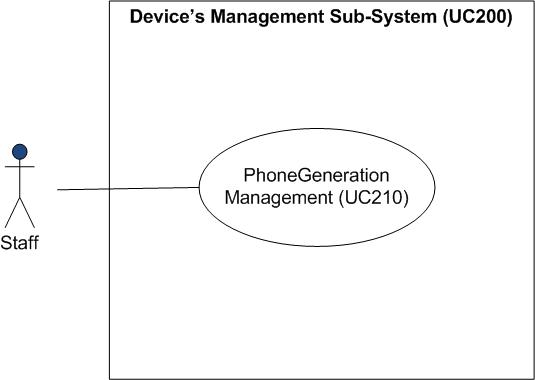 Device's Management Sub-System (UC200)
PhoneGeneration
Management (UC210)
Staff